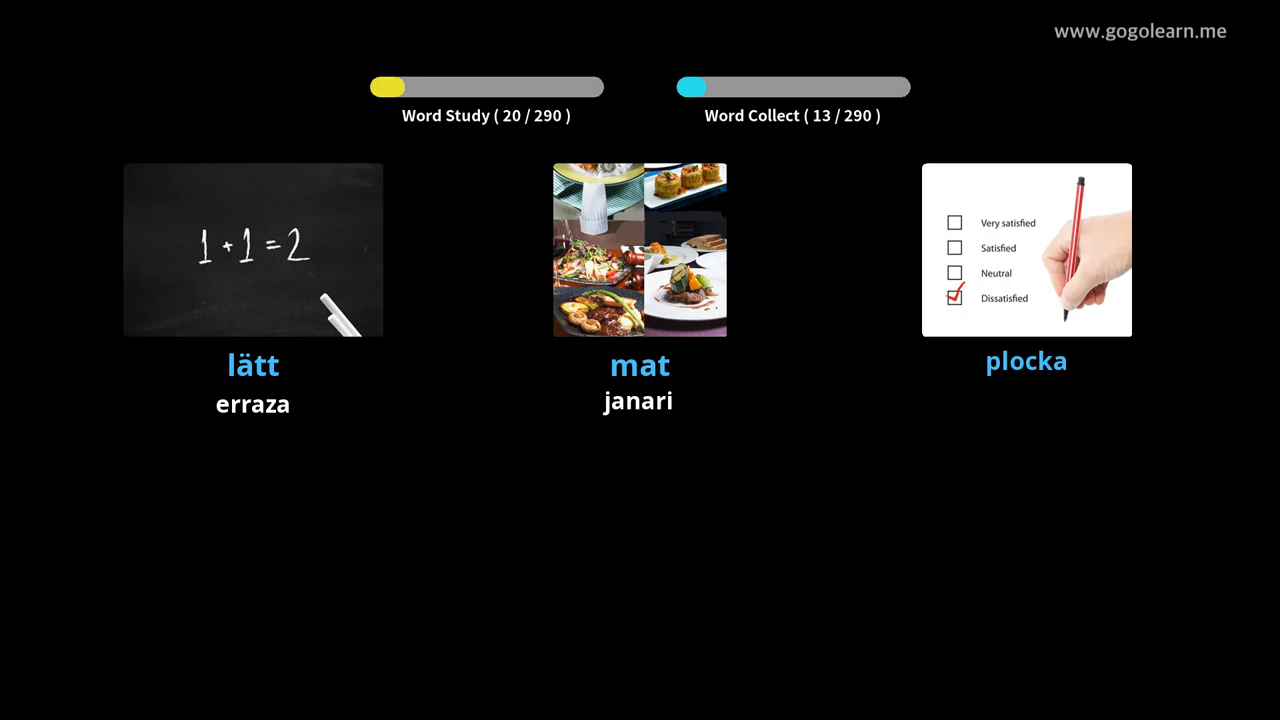 www.gogolearn.me
Word Study ( 20 / 290 )
Word Collect ( 13 / 290 )
1 + 1 = 2
Very satisfied
Satisfied
Neutral
Dissatisfied
lätt
mat
plocka
erraza
janari